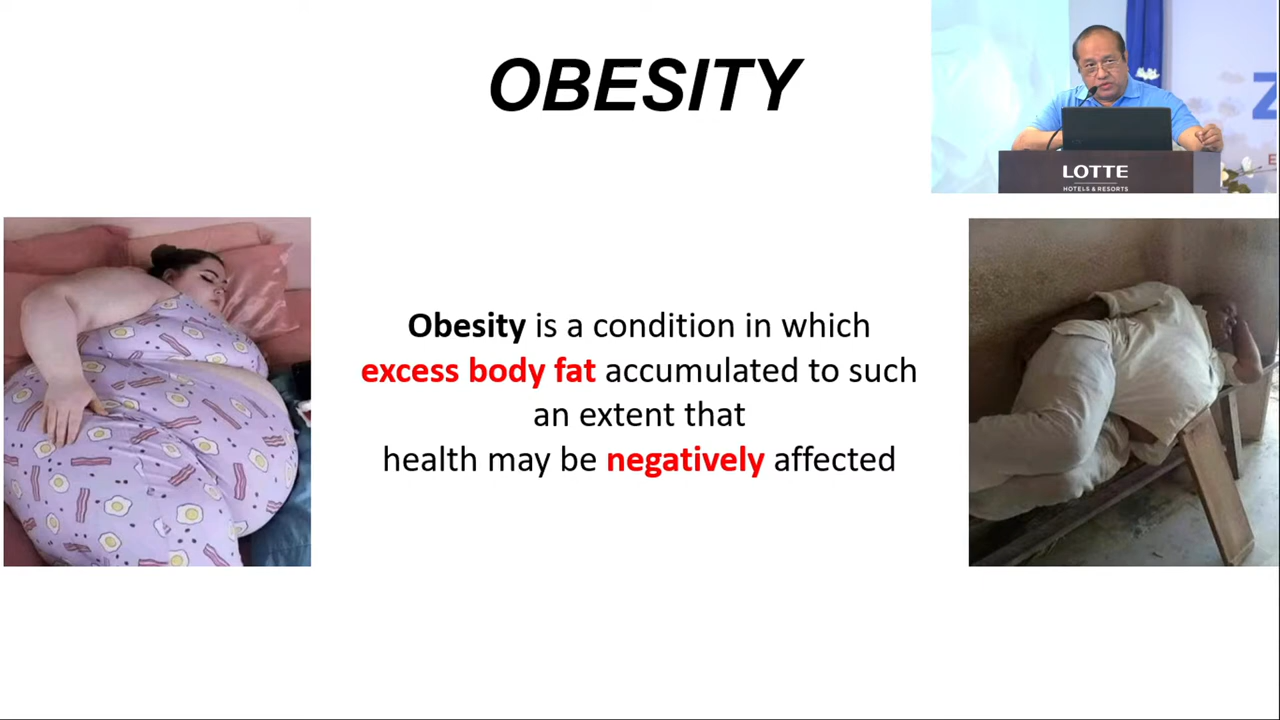 OBESITY
LOTTE
HOTELS & RESORTS
Z
E
Obesity is a condition in which
excess body fat accumulated to such
an extent that
health may be negatively affected